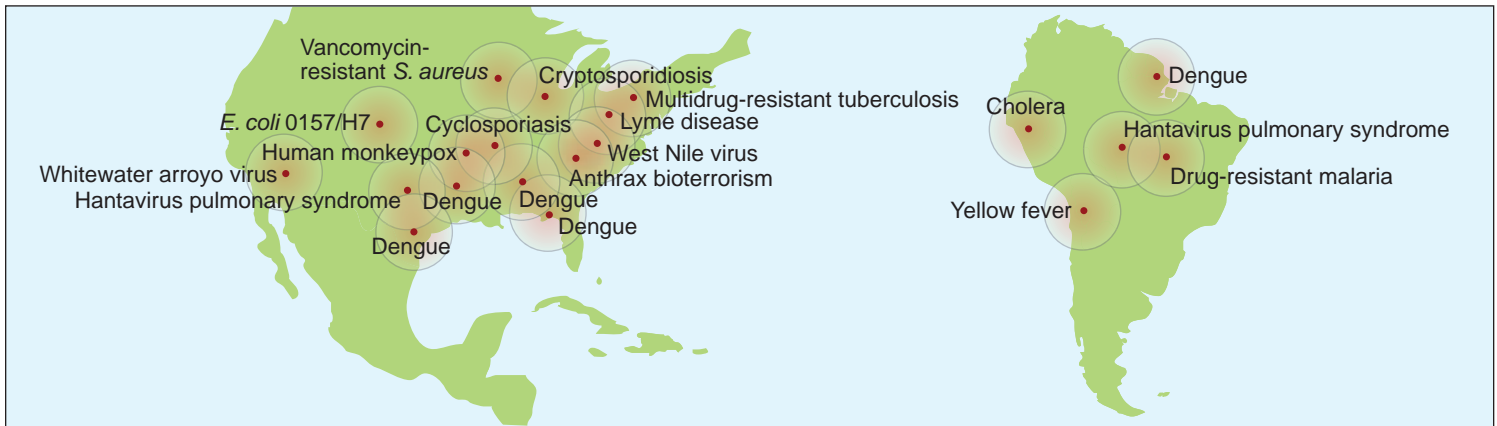 Vancomycin-
resistant S. aureus
Cryptosporidiosis
Multidrug-resistant tuberculosis
Lyme disease
E. coli 0157/H7
Cyclosporiasis
Human monkeypox
West Nile virus
Whitewater arroyo virus
Anthrax bioterrorism
Hantavirus pulmonary syndrome
Dengue
Dengue
Dengue
Dengue
Dengue
Cholera
Hantavirus pulmonary syndrome
Drug-resistant malaria
Yellow fever